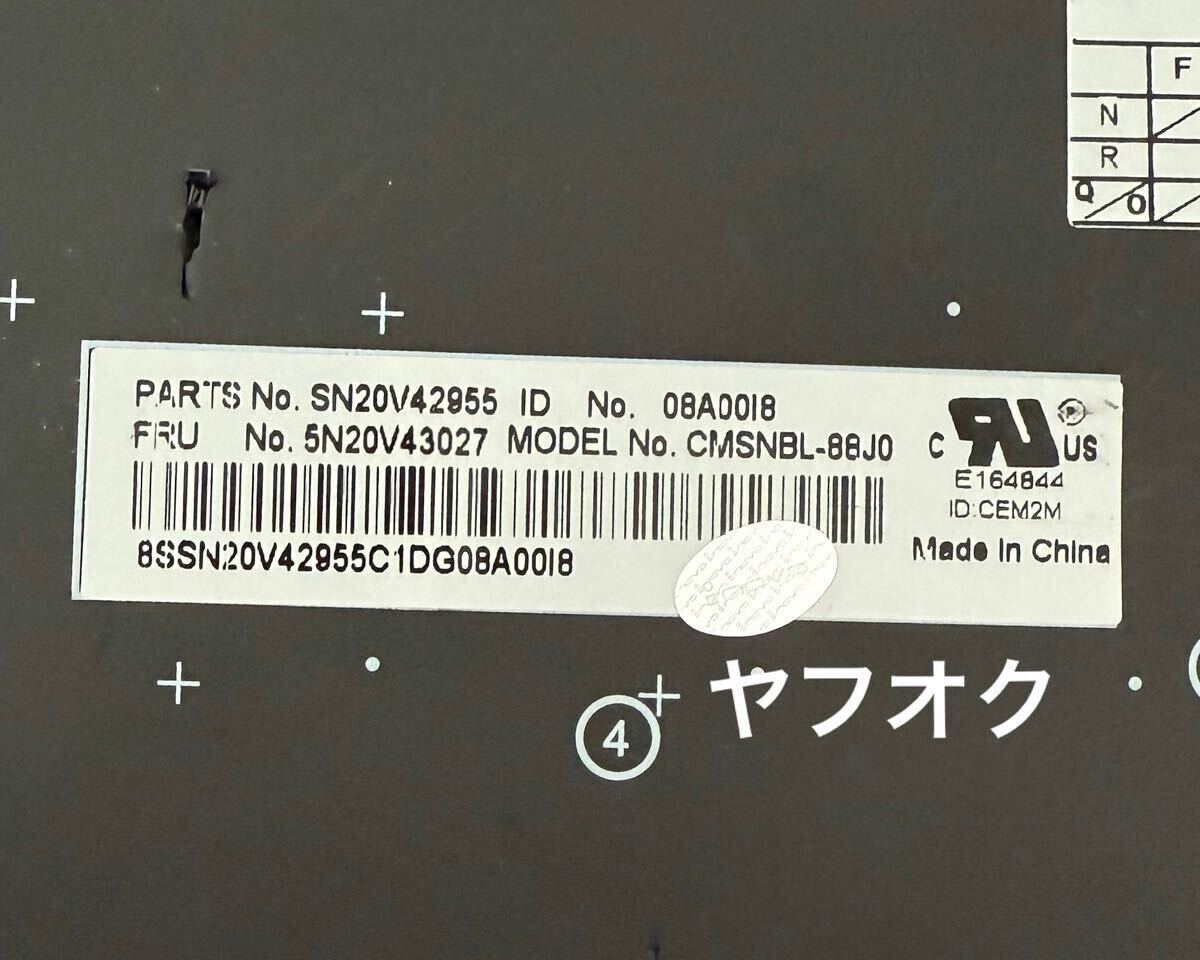 F
N
R
Q O
PARTS No. SN20V42955 ID No. 08A00I8
FRU No. 5N20V43027 MODEL No. CMSNBL-88J0
C RU US
E164844
ID:CEM2M
Made In China
8SSN20V42955C1DG08A00I8
4
ヤフオク